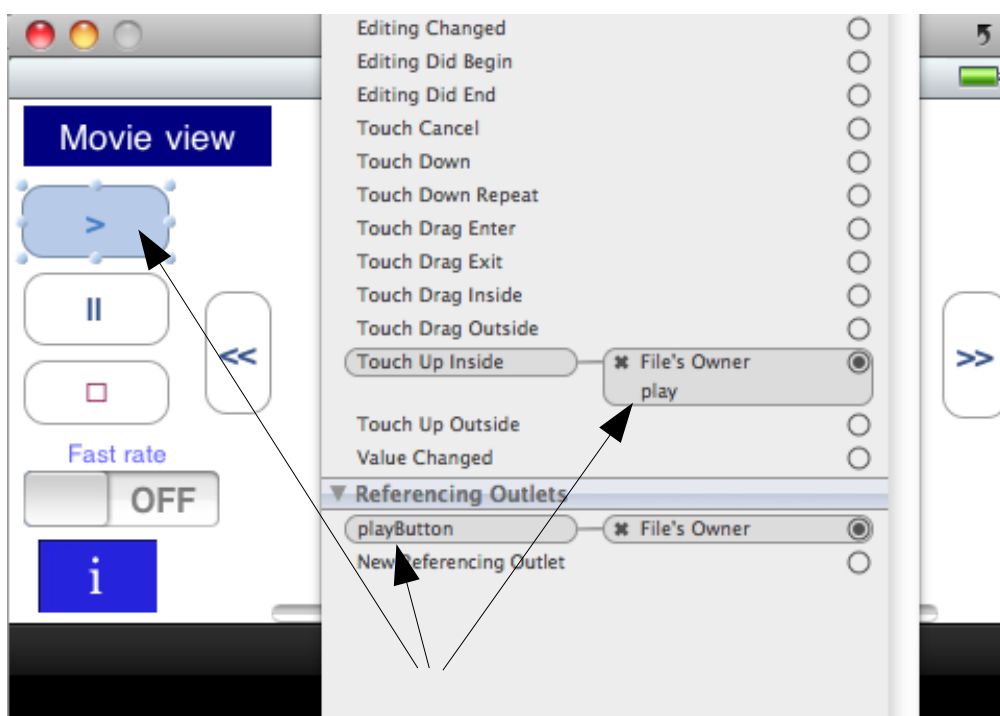 Movie view
>
||
□
<<
>>
Fast rate
OFF
i
Editing Changed
Editing Did Begin
Editing Did End
Touch Cancel
Touch Down
Touch Down Repeat
Touch Drag Enter
Touch Drag Exit
Touch Drag Inside
Touch Drag Outside
Touch Up Inside
✖ File's Owner
play
Touch Up Outside
Value Changed
▼ Referencing Outlets
playButton
✖ File's Owner
New Referencing Outlet